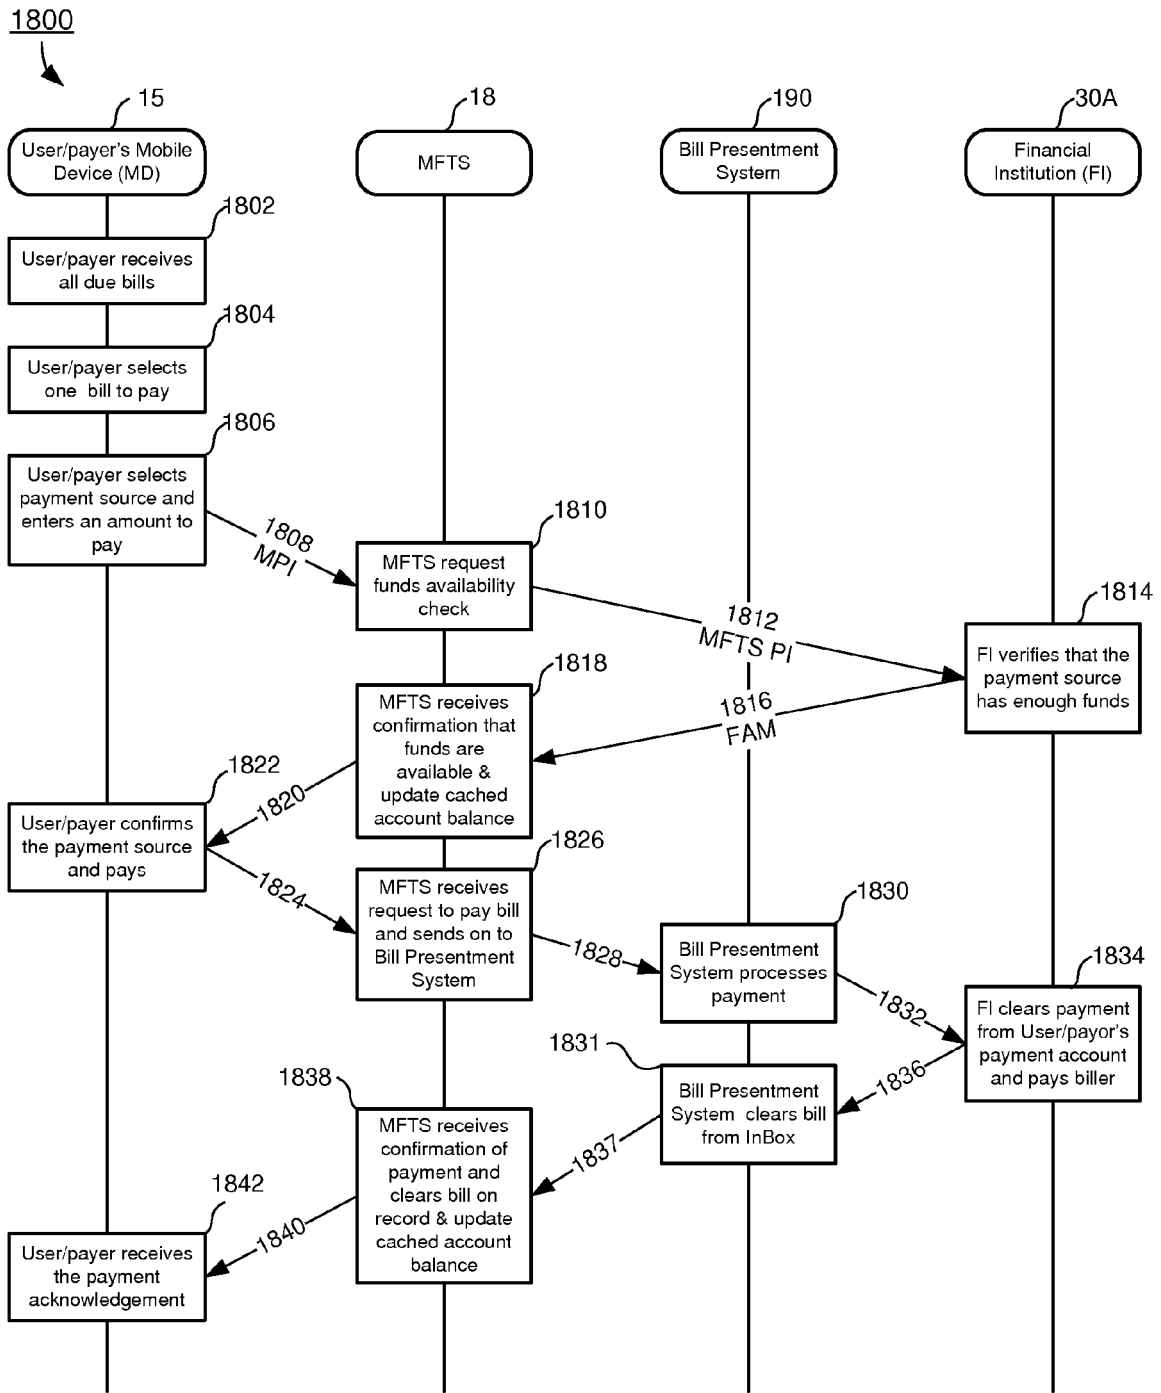 1800
15
18
190
30A
User/payer's Mobile
Device (MD)
MFTS
Bill Presentment
System
Financial
Institution (FI)
1802
User/payer receives
all due bills
1804
User/payer selects
one bill to pay
1806
User/payer selects
payment source and
enters an amount to
pay
1808
MPI
1810
MFTS request
funds availability
check
1812
MFTS PI
1814
FI verifies that the
payment source
has enough funds
1816
FAM
1818
MFTS receives
confirmation that
funds are
available &
update cached
account balance
1820
1822
User/payer confirms
the payment source
and pays
1824
1826
MFTS receives
request to pay bill
and sends on to
Bill Presentment
System
1828
1830
Bill Presentment
System processes
payment
1832
1834
FI clears payment
from User/payor's
payment account
and pays biller
1836
1831
Bill Presentment
System clears bill
from InBox
1837
1838
MFTS receives
confirmation of
payment and
clears bill on
record & update
cached account
balance
1840
1842
User/payer receives
the payment
acknowledgement